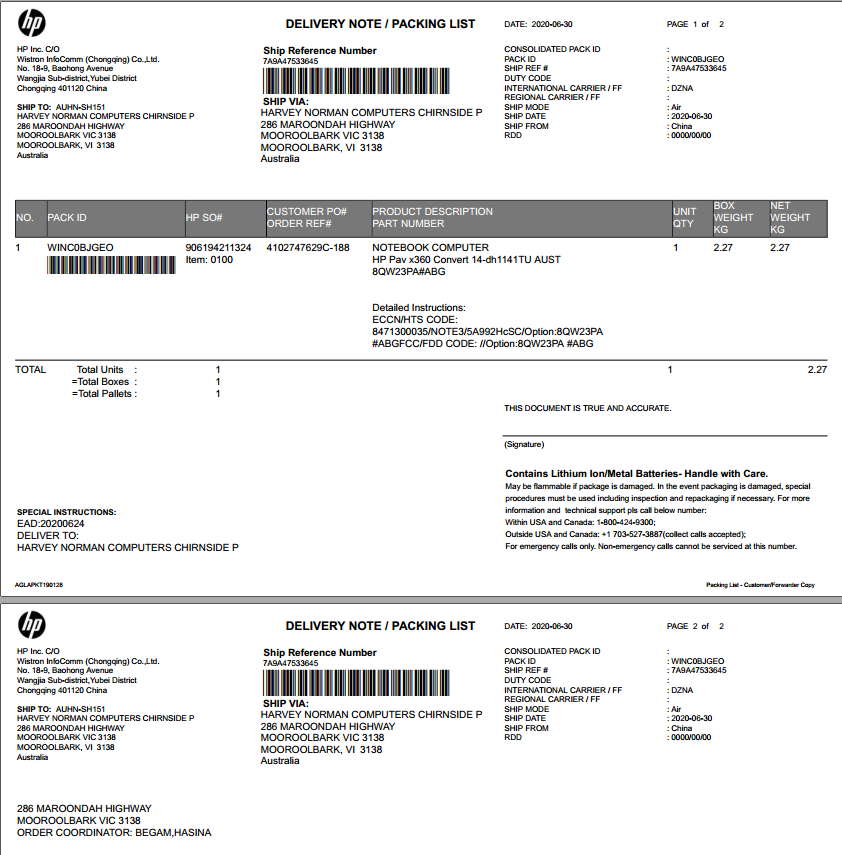 hp
DELIVERY NOTE / PACKING LIST
DATE: 2020-06-30
PAGE 1 of 2
HP Inc. C/O
Wistron InfoComm (Chongqing) Co.,Ltd.
No. 18-9, Baohong Avenue
Wangjia Sub-district,Yubei District
Chongqing 401120 China
SHIP TO: AUHN-SH151
HARVEY NORMAN COMPUTERS CHIRNSIDE P
286 MAROONDAH HIGHWAY
MOOROOLBARK VIC 3138
MOOROOLBARK, VI 3138
Australia
Ship Reference Number
7A9A47533645
SHIP VIA:
HARVEY NORMAN COMPUTERS CHIRNSIDE P
286 MAROONDAH HIGHWAY
MOOROOLBARK VIC 3138
MOOROOLBARK, VI 3138
Australia
CONSOLIDATED PACK ID :
PACK ID : WINC0BJGEO
SHIP REF # : 7A9A47533645
DUTY CODE :
INTERNATIONAL CARRIER / FF : DZNA
REGIONAL CARRIER / FF :
SHIP MODE : Air
SHIP DATE : 2020-06-30
SHIP FROM : China
RDD : 0000/00/00
NO. PACK ID HP SO# CUSTOMER PO# ORDER REF# PRODUCT DESCRIPTION PART NUMBER UNIT QTY BOX WEIGHT KG NET WEIGHT KG
1 WINC0BJGEO 906194211324 4102747629C-188 NOTEBOOK COMPUTER 1 2.27 2.27
Item: 0100 HP Pav x360 Convert 14-dh1141TU AUST
8QW23PA#ABG
Detailed Instructions:
ECCN/HTS CODE:
8471300035/NOTE3/5A992HcSC/Option:8QW23PA
#ABGFCC/FDD CODE: //Option:8QW23PA #ABG
TOTAL Total Units : 1 1 2.27
=Total Boxes : 1
=Total Pallets : 1
THIS DOCUMENT IS TRUE AND ACCURATE.
(Signature)
Contains Lithium Ion/Metal Batteries- Handle with Care.
May be flammable if package is damaged. In the event packaging is damaged, special
procedures must be used including inspection and repackaging if necessary. For more
information and technical support pls call below number:
Within USA and Canada: 1-800-424-9300;
Outside USA and Canada: +1 703-527-3887(collect calls accepted);
For emergency calls only. Non-emergency calls cannot be serviced at this number.
SPECIAL INSTRUCTIONS:
EAD:20200624
DELIVER TO:
HARVEY NORMAN COMPUTERS CHIRNSIDE P
AGLAPKT190128
Packing List - Customer/Forwarder Copy
hp
DELIVERY NOTE / PACKING LIST
DATE: 2020-06-30
PAGE 2 of 2
HP Inc. C/O
Wistron InfoComm (Chongqing) Co.,Ltd.
No. 18-9, Baohong Avenue
Wangjia Sub-district,Yubei District
Chongqing 401120 China
SHIP TO: AUHN-SH151
HARVEY NORMAN COMPUTERS CHIRNSIDE P
286 MAROONDAH HIGHWAY
MOOROOLBARK VIC 3138
MOOROOLBARK, VI 3138
Australia
Ship Reference Number
7A9A47533645
SHIP VIA:
HARVEY NORMAN COMPUTERS CHIRNSIDE P
286 MAROONDAH HIGHWAY
MOOROOLBARK VIC 3138
MOOROOLBARK, VI 3138
Australia
CONSOLIDATED PACK ID :
PACK ID : WINC0BJGEO
SHIP REF # : 7A9A47533645
DUTY CODE :
INTERNATIONAL CARRIER / FF : DZNA
REGIONAL CARRIER / FF :
SHIP MODE : Air
SHIP DATE : 2020-06-30
SHIP FROM : China
RDD : 0000/00/00
286 MAROONDAH HIGHWAY
MOOROOLBARK VIC 3138
ORDER COORDINATOR: BEGAM,HASINA